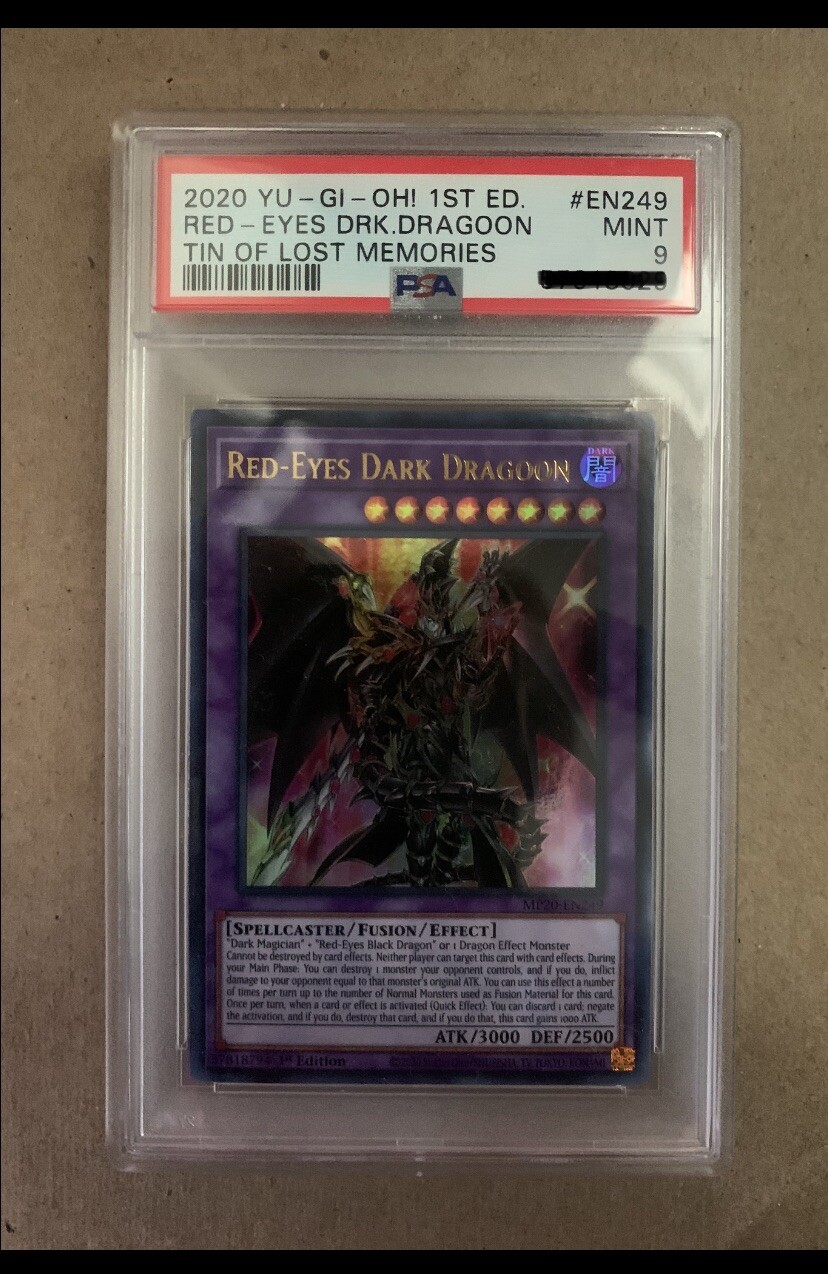 2020 YU-GI-OH! 1ST ED. #EN249
RED-EYES DRK.DRAGOON MINT
TIN OF LOST MEMORIES 9
PSA
RED-EYES DARK DRAGOON
DARK
闇
MP20-EN249
[SPELLCASTER/FUSION/EFFECT]
"Dark Magician" + "Red-Eyes Black Dragon" or 1 Dragon Effect Monster
Cannot be destroyed by card effects. Neither player can target this card with card effects. During
your Main Phase: You can destroy 1 monster your opponent controls, and if you do, inflict
damage to your opponent equal to that monster's original ATK. You can use this effect a number
of times per turn up to the number of Normal Monsters used as Fusion Material for this card.
Once per turn, when a card or effect is activated (Quick Effect): You can discard 1 card; negate
the activation, and if you do, destroy that card, and if you do that, this card gains 1000 ATK.
ATK/3000 DEF/2500
1st Edition